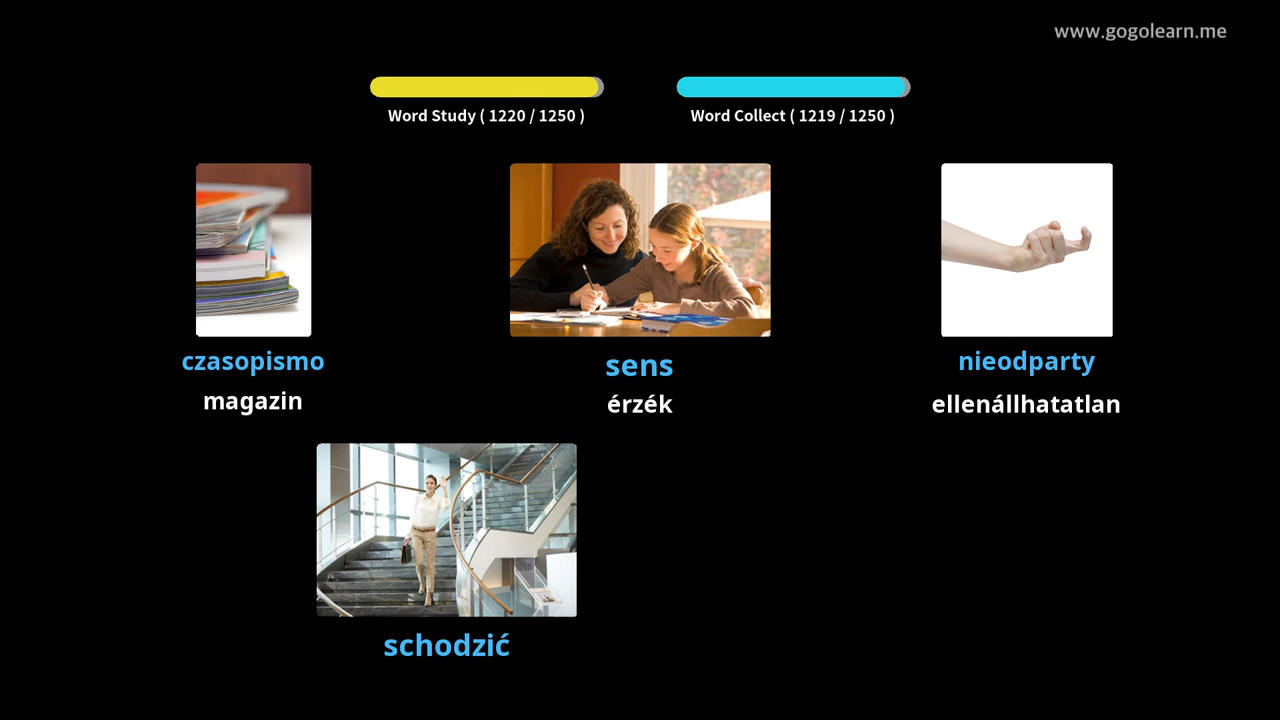 www.gogolearn.me
Word Study ( 1220 / 1250 )
Word Collect ( 1219 / 1250 )
czasopismo
magazin
sens
érzék
nieodparty
ellenállhatatlan
schodzić